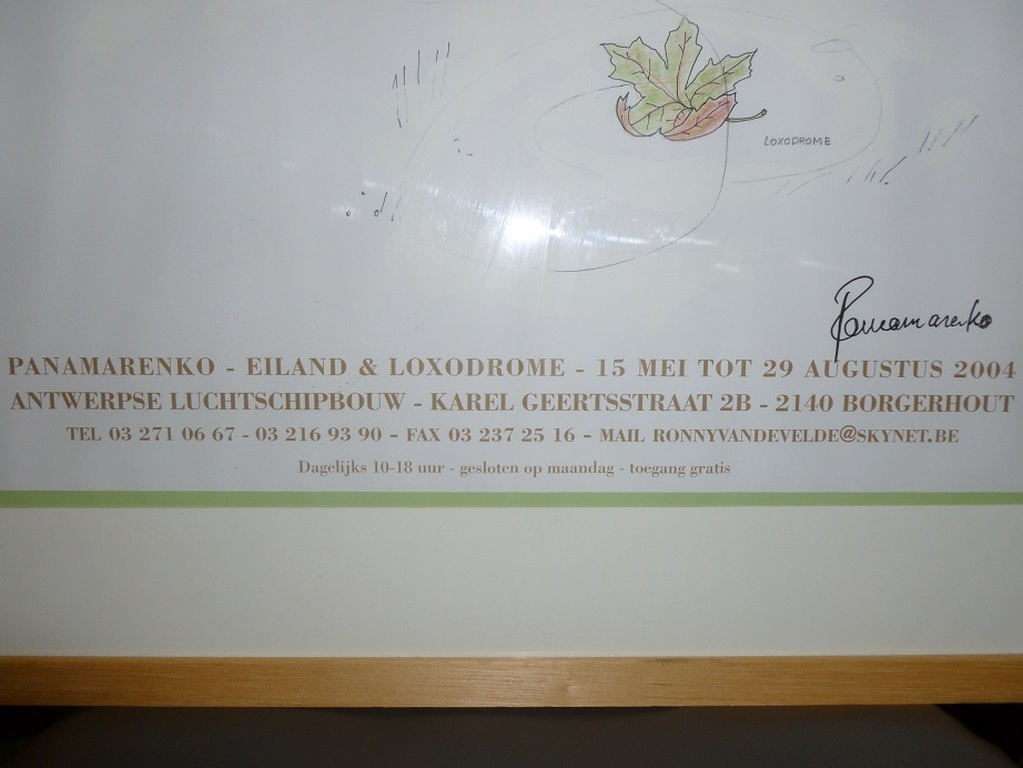 LOXODROME
Panamarenko
PANAMARENKO - EILAND & LOXODROME - 15 MEI TOT 29 AUGUSTUS 2004
ANTWERPSE LUCHTSCHIPBOUW - KAREL GEERTSSTRAAT 2B - 2140 BORGERHOUT
TEL 03 271 06 67 - 03 216 93 90 - FAX 03 237 25 16 - MAIL RONNYVANDEVELDE@SKYNET.BE
Dagelijks 10-18 uur - gesloten op maandag - toegang gratis